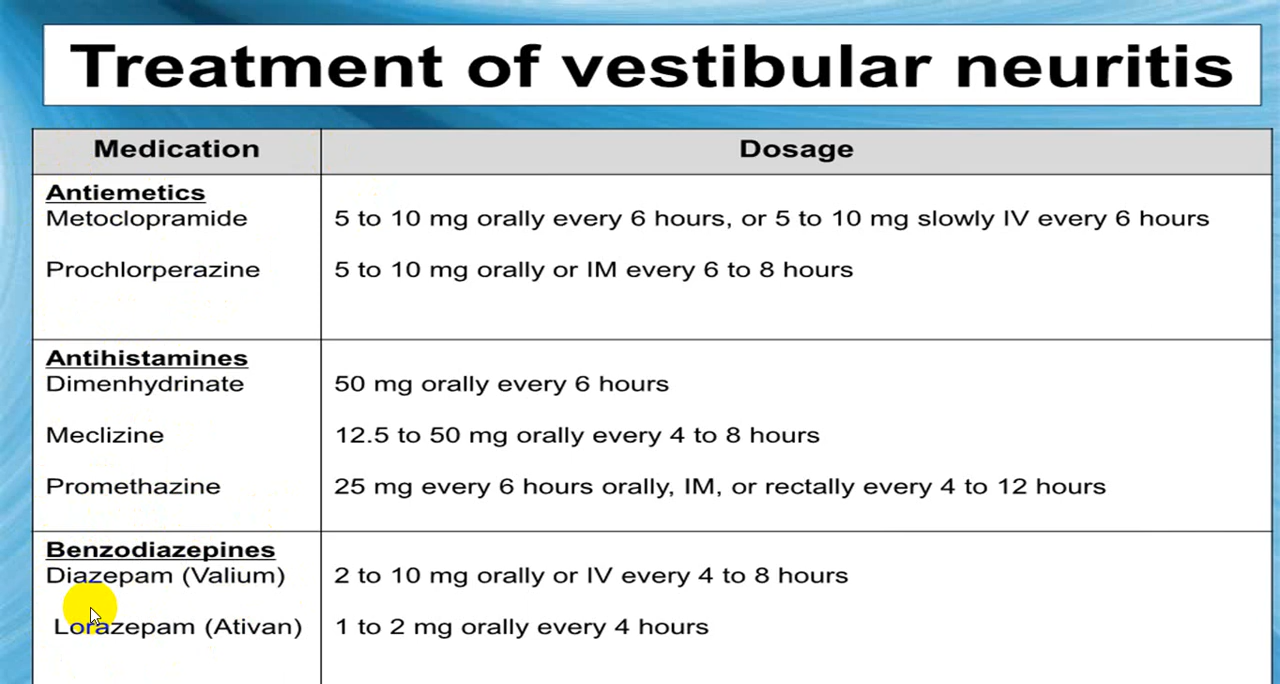 Treatment of vestibular neuritis
Medication Dosage
Antiemetics
Metoclopramide 5 to 10 mg orally every 6 hours, or 5 to 10 mg slowly IV every 6 hours
Prochlorperazine 5 to 10 mg orally or IM every 6 to 8 hours
Antihistamines
Dimenhydrinate 50 mg orally every 6 hours
Meclizine 12.5 to 50 mg orally every 4 to 8 hours
Promethazine 25 mg every 6 hours orally, IM, or rectally every 4 to 12 hours
Benzodiazepines
Diazepam (Valium) 2 to 10 mg orally or IV every 4 to 8 hours
Lorazepam (Ativan) 1 to 2 mg orally every 4 hours